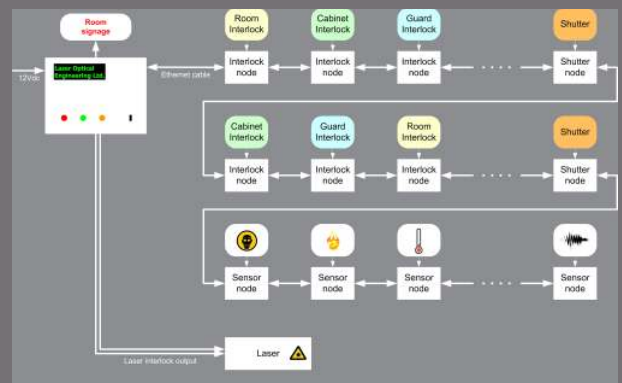 Room
signage
Room
Interlock
Cabinet
Interlock
Guard
Interlock
Shutter
12Vdc
Laser Optical
Engineering Ltd.
Ethernet cable
Interlock
node
Interlock
node
Interlock
node
Shutter
node
Cabinet
Interlock
Guard
Interlock
Room
Interlock
Shutter
Interlock
node
Interlock
node
Interlock
node
Shutter
node
Sensor
node
Sensor
node
Sensor
node
Sensor
node
Laser
Laser interlock output